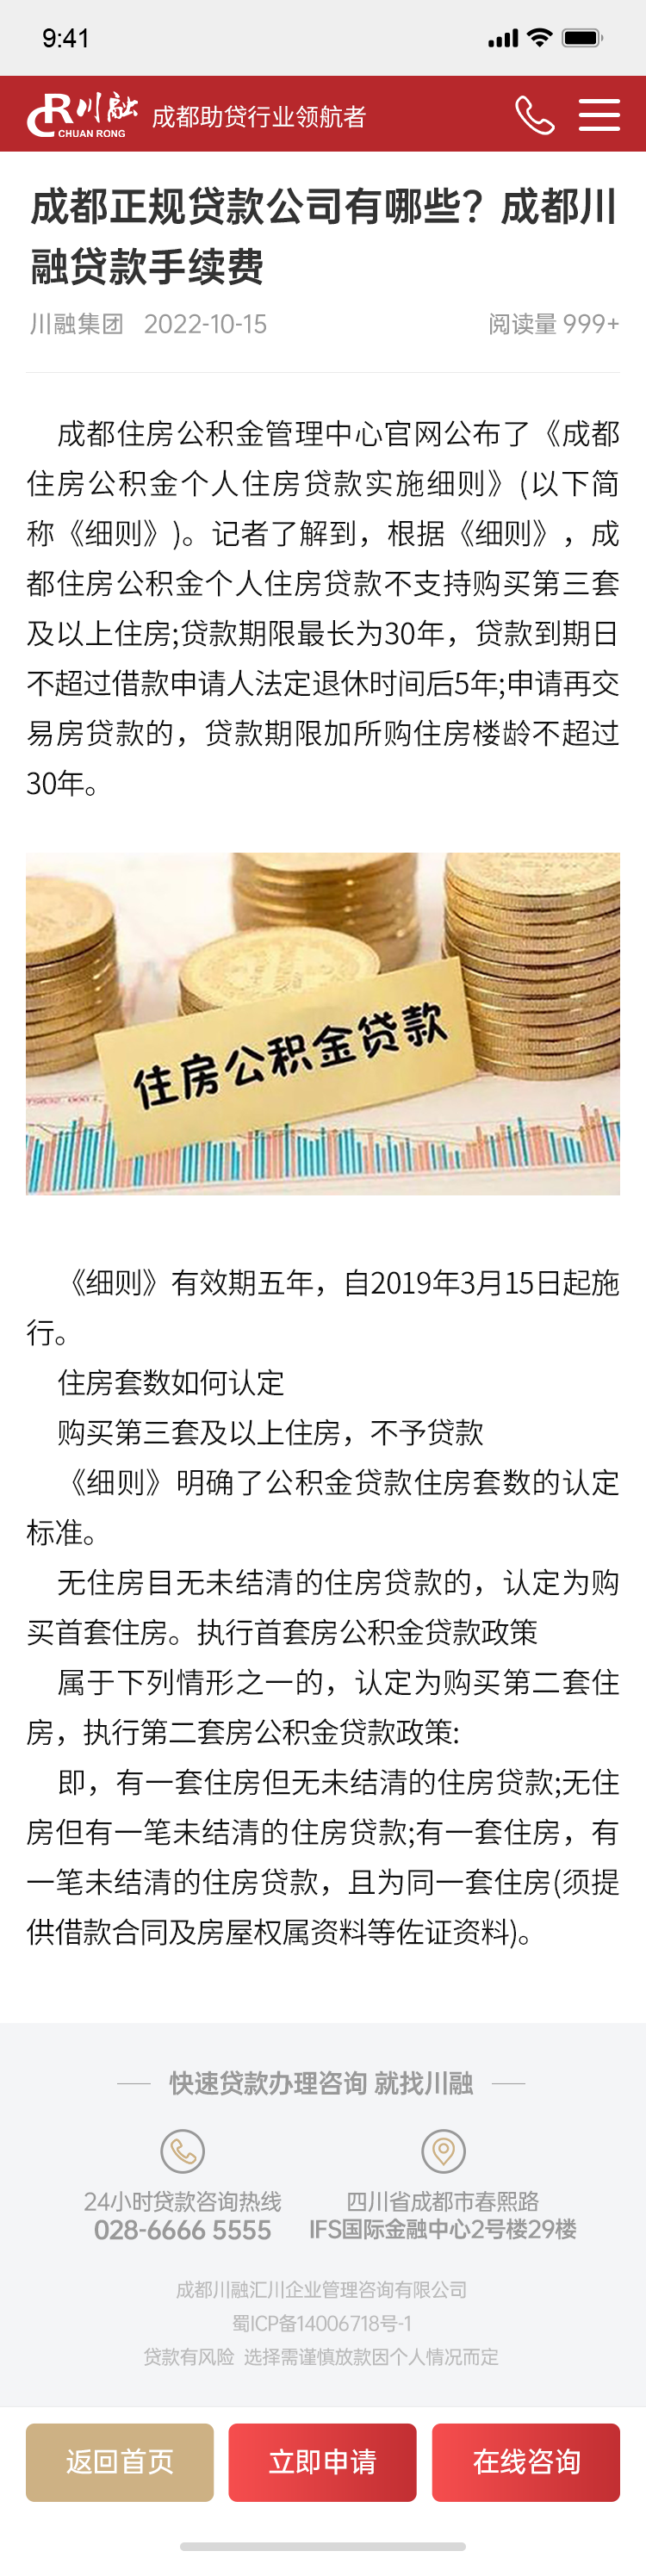 9:41
CR川融
CHUAN RONG
成都助贷行业领航者
成都正规贷款公司有哪些？成都川
融贷款手续费
川融集团 2022-10-15 阅读量 999+
成都住房公积金管理中心官网公布了《成都
住房公积金个人住房贷款实施细则》(以下简
称《细则》)。记者了解到，根据《细则》，成
都住房公积金个人住房贷款不支持购买第三套
及以上住房;贷款期限最长为30年，贷款到期日
不超过借款申请人法定退休时间后5年;申请再交
易房贷款的，贷款期限加所购住房楼龄不超过
30年。
住房公积金贷款
《细则》有效期五年，自2019年3月15日起施
行。
住房套数如何认定
购买第三套及以上住房，不予贷款
《细则》明确了公积金贷款住房套数的认定
标准。
无住房目无未结清的住房贷款的，认定为购
买首套住房。执行首套房公积金贷款政策
属于下列情形之一的，认定为购买第二套住
房，执行第二套房公积金贷款政策:
即，有一套住房但无未结清的住房贷款;无住
房但有一笔未结清的住房贷款;有一套住房，有
一笔未结清的住房贷款，且为同一套住房(须提
供借款合同及房屋权属资料等佐证资料)。
快速贷款办理咨询 就找川融
24小时贷款咨询热线
028-6666 5555
四川省成都市春熙路
IFS国际金融中心2号楼29楼
成都川融汇川企业管理咨询有限公司
蜀ICP备14006718号-1
贷款有风险 选择需谨慎放款因个人情况而定
返回首页
立即申请
在线咨询